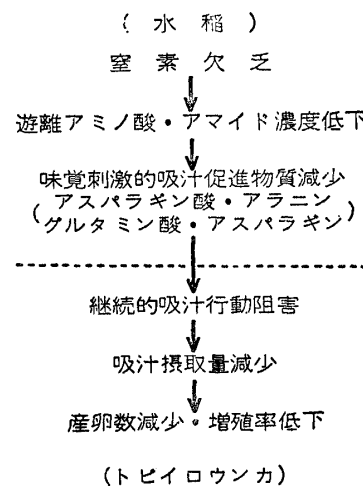 (水稲)
窒素欠乏
遊離アミノ酸・アマイド濃度低下
味覚刺激的吸汁促進物質減少
(アスパラギン酸・アラニン
グルタミン酸・アスパラギン)
継続的吸汁行動阻害
吸汁摂取量減少
産卵数減少・増殖率低下
(トビイロウンカ)